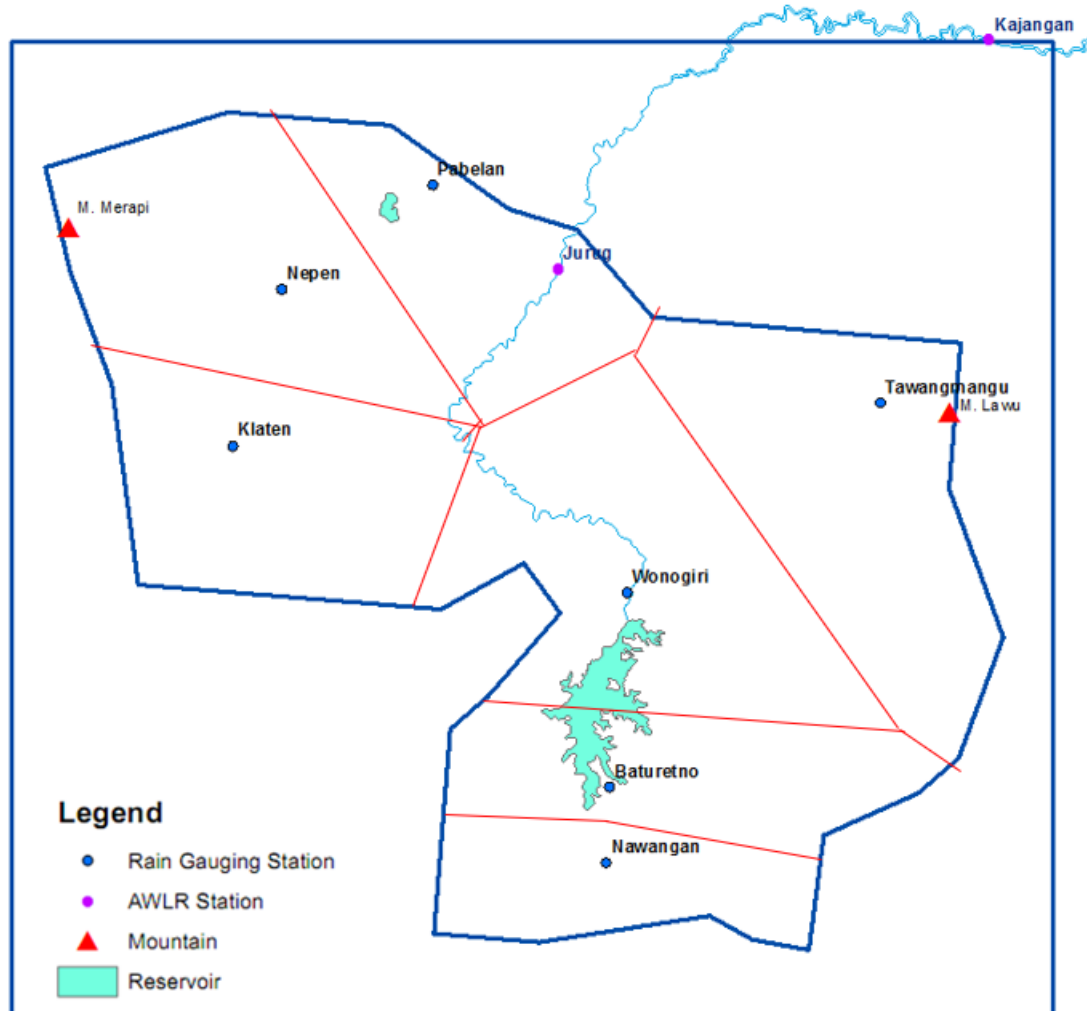 Kajangan
Pabelan
M. Merapi
Jurug
Nepen
Tawangmangu
M. Lawu
Klaten
Wonogiri
Baturetno
Nawangan
Legend
Rain Gauging Station
AWLR Station
Mountain
Reservoir